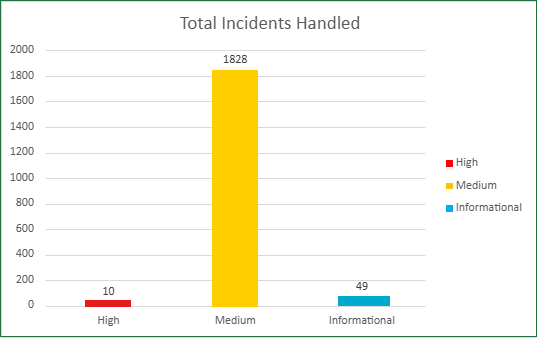 Total Incidents Handled
2000
1800
1600
1400
1200
1000
800
600
400
200
0
1828
10
49
High
Medium
Informational
High
Medium
Informational